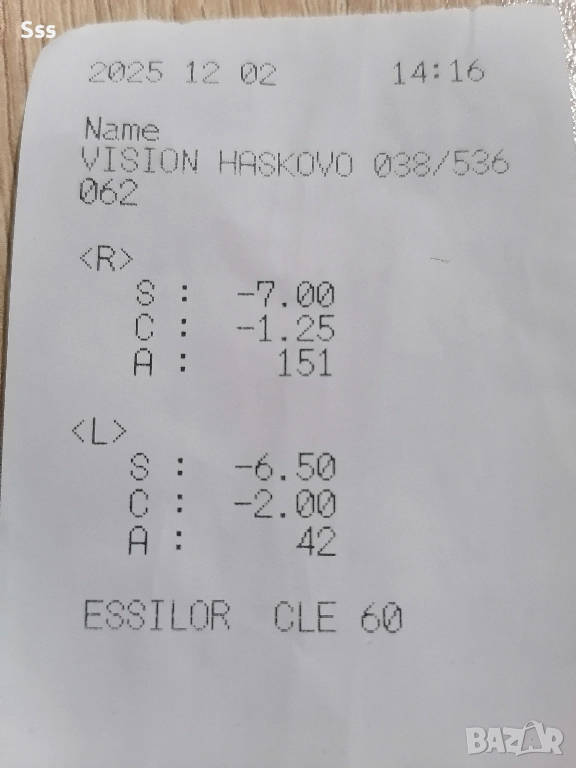 Sss
2025 12 02 14:16
Name
VISION HASKOVO 038/536
062
<R>
S : -7.00
C : -1.25
A : 151
<L>
S : -6.50
C : -2.00
A : 42
ESSILOR CLE 60
BAZAR